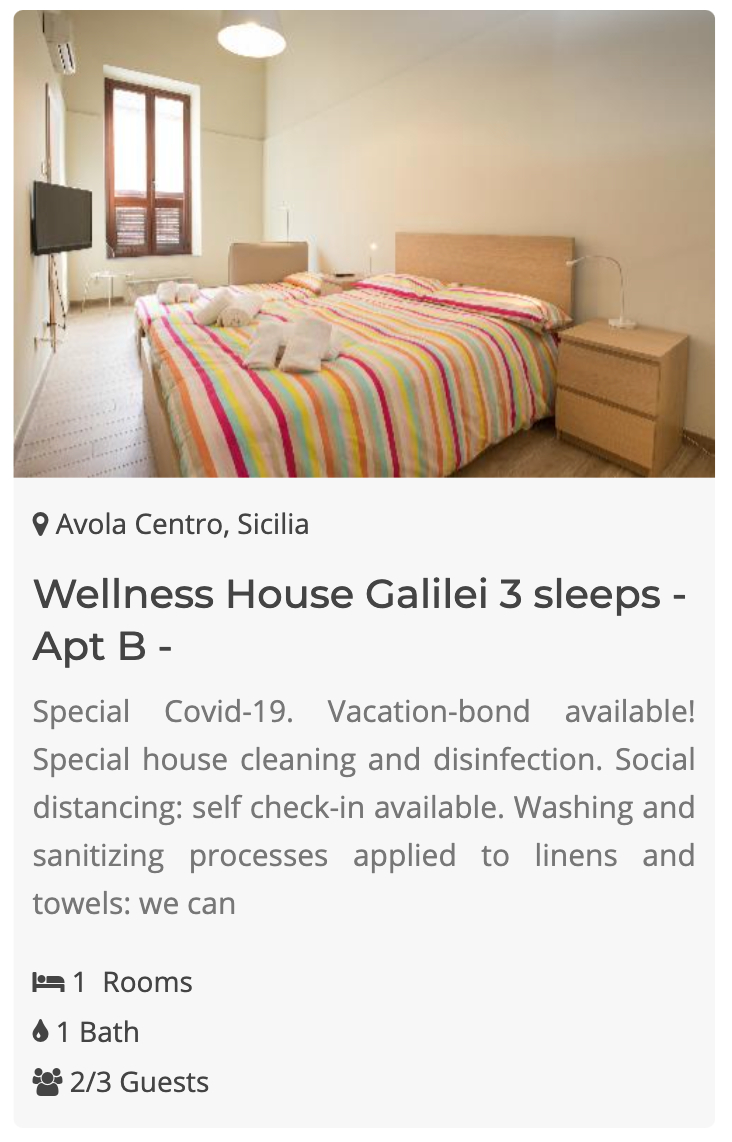 Avola Centro, Sicilia
Wellness House Galilei 3 sleeps -
Apt B -
Special Covid-19. Vacation-bond available!
Special house cleaning and disinfection. Social
distancing: self check-in available. Washing and
sanitizing processes applied to linens and
towels: we can
1 Rooms
1 Bath
2/3 Guests